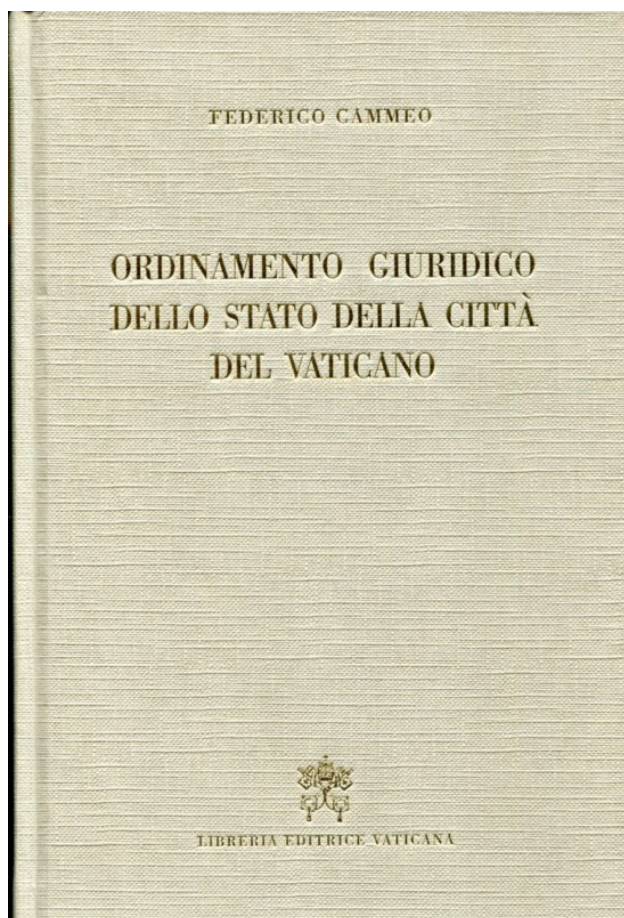 FEDERICO CAMMEO
ORDINAMENTO GIURIDICO
DELLO STATO DELLA CITTÀ
DEL VATICANO
LIBRERIA EDITRICE VATICANA